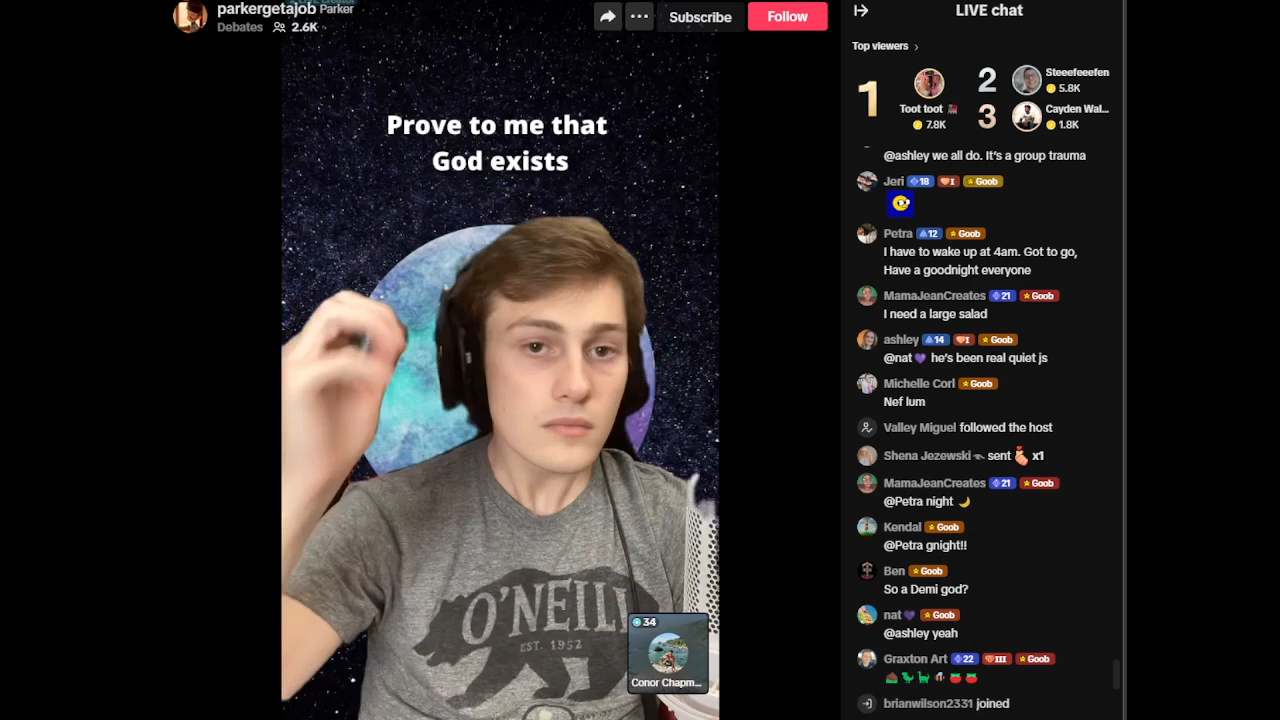 parkergetajob Parker
Debates 2.6K
Subscribe
Follow
Prove to me that
God exists
O'NEILL
EST. 1952
34
Conor Chapm...
LIVE chat
Top viewers
1
Toot toot
7.8K
2
Steeefeeefen
5.8K
3
Cayden Wal...
1.8K
@ashley we all do. It's a group trauma
Jeri 18 I Goob
Petra 12 Goob
I have to wake up at 4am. Got to go,
Have a goodnight everyone
MamaJeanCreates 21 Goob
I need a large salad
ashley 14 I Goob
@nat💜 he's been real quiet js
Michelle Corl Goob
Nef lum
Valley Miguel followed the host
Shena Jezewski sent x1
MamaJeanCreates 21 Goob
@Petra night 🌙
Kendal Goob
@Petra gnight!!
Ben Goob
So a Demi god?
nat💜 Goob
@ashley yeah
Graxton Art 22 III Goob
brianwilson2331 joined